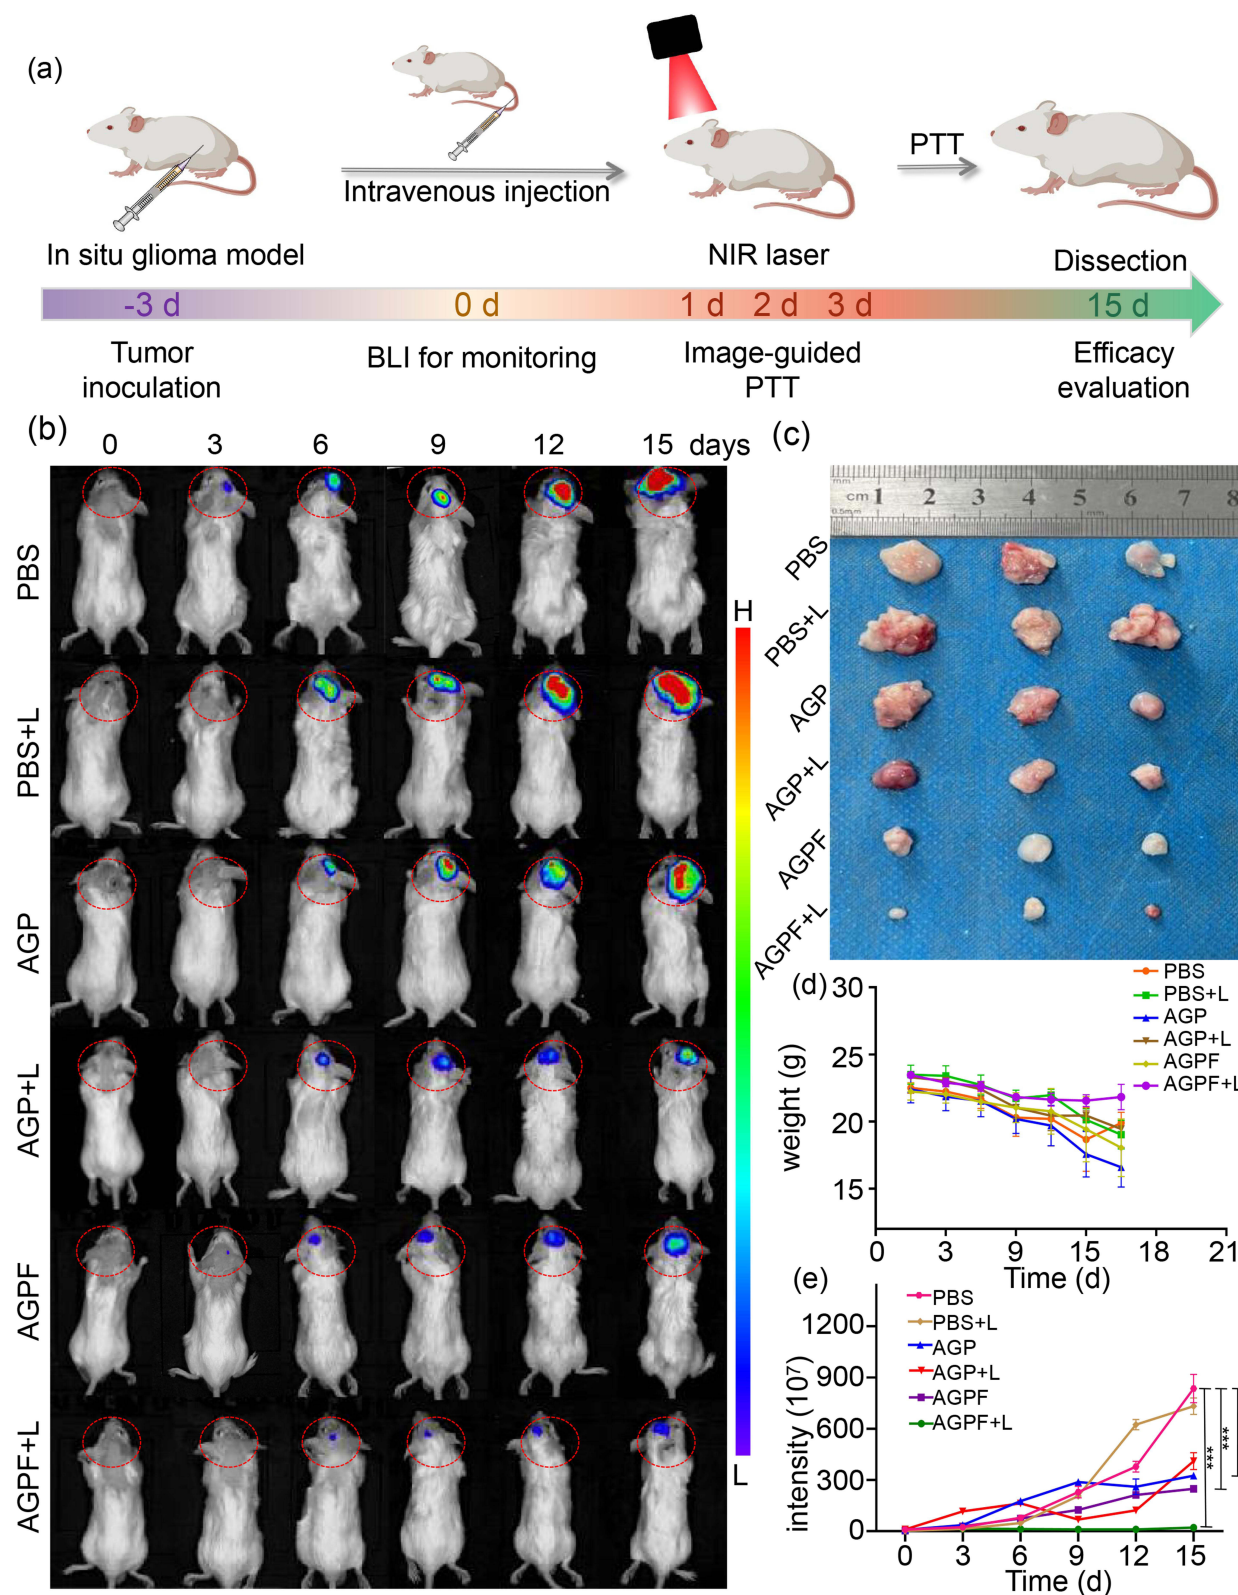 (a)
PTT
Intravenous injection
In situ glioma model
NIR laser
Dissection
-3 d
0 d
1 d
2 d
3 d
15 d
Tumor
inoculation
BLI for monitoring
Image-guided
PTT
Efficacy
evaluation
(b)
0 3 6 9 12 15 days
PBS
PBS+L
AGP
AGP+L
AGPF
AGPF+L
H
L
(c)
mm
cm 1 2 3 4 5 6 7 8
0.5mm
mm
PBS
PBS+L
AGP
AGP+L
AGPF
AGPF+L
(d)
30
25
20
15
weight (g)
0 3 9 15 18 21
Time (d)
PBS
PBS+L
AGP
AGP+L
AGPF
AGPF+L
(e)
1200
900
600
300
0
intensity (10⁷)
0 3 6 9 12 15
Time (d)
PBS
PBS+L
AGP
AGP+L
AGPF
AGPF+L
***
***